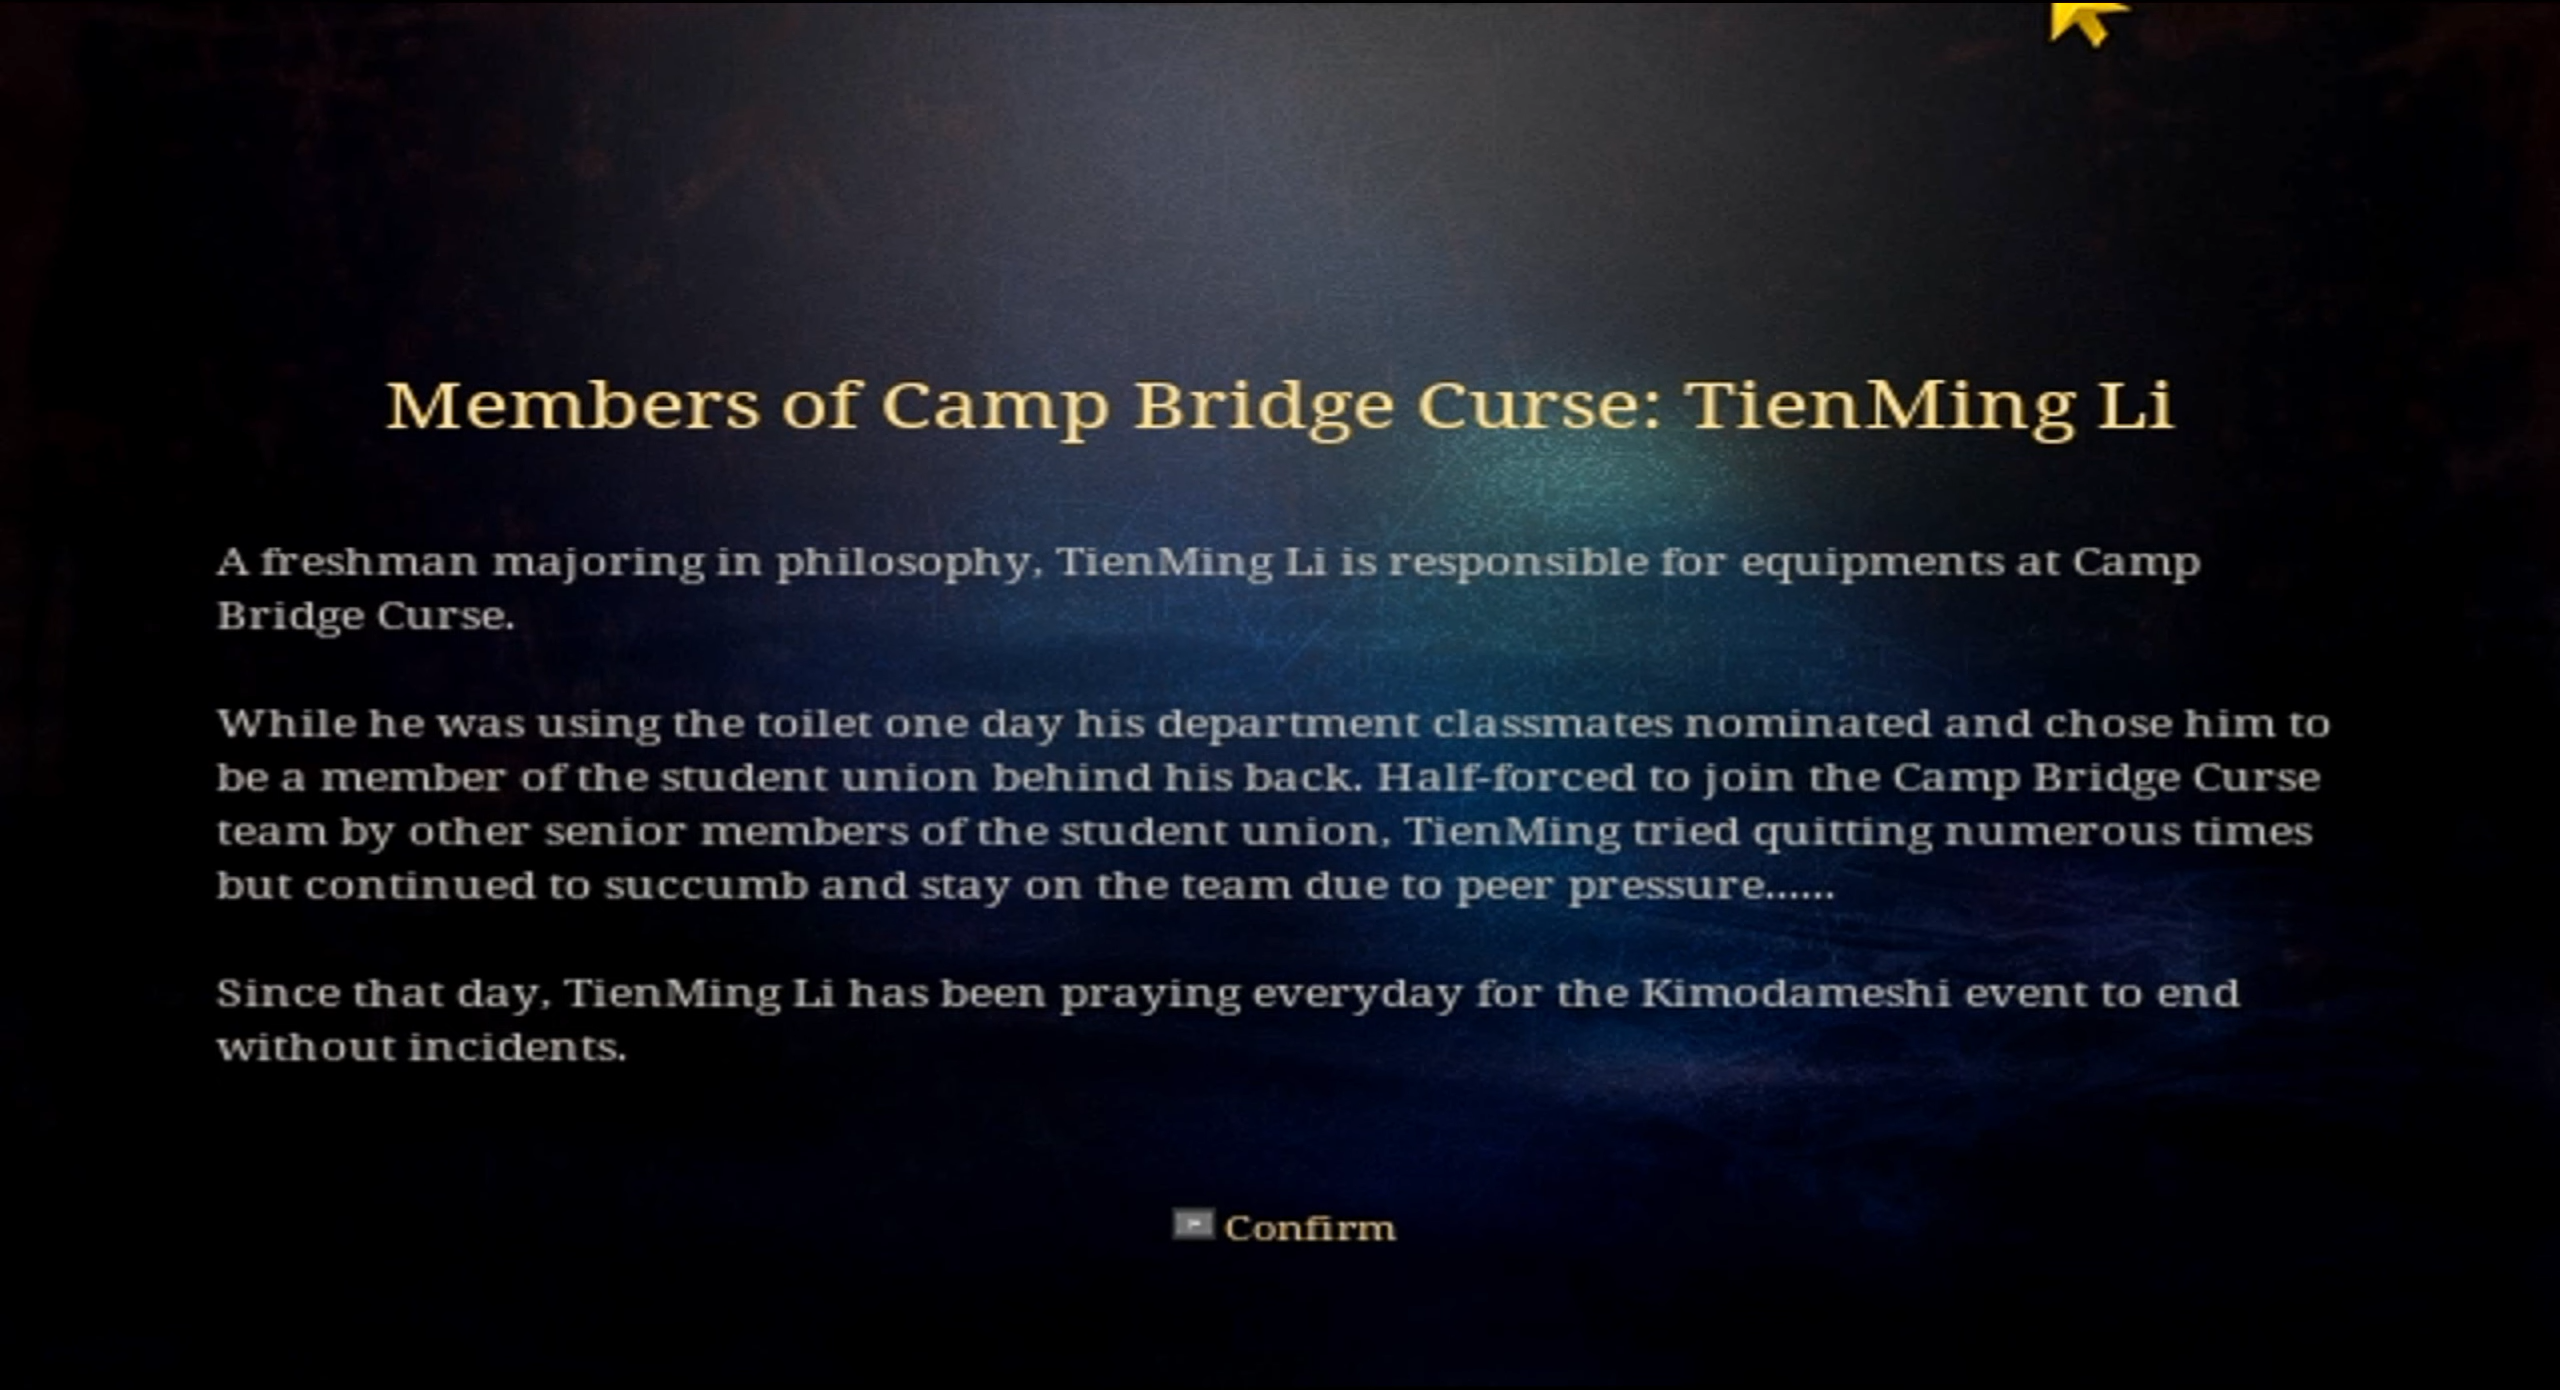 Members of Camp Bridge Curse: TienMing Li
A freshman majoring in philosophy, TienMing Li is responsible for equipments at Camp
Bridge Curse.
While he was using the toilet one day his department classmates nominated and chose him to
be a member of the student union behind his back. Half-forced to join the Camp Bridge Curse
team by other senior members of the student union, TienMing tried quitting numerous times
but continued to succumb and stay on the team due to peer pressure......
Since that day, TienMing Li has been praying everyday for the Kimodameshi event to end
without incidents.
Confirm